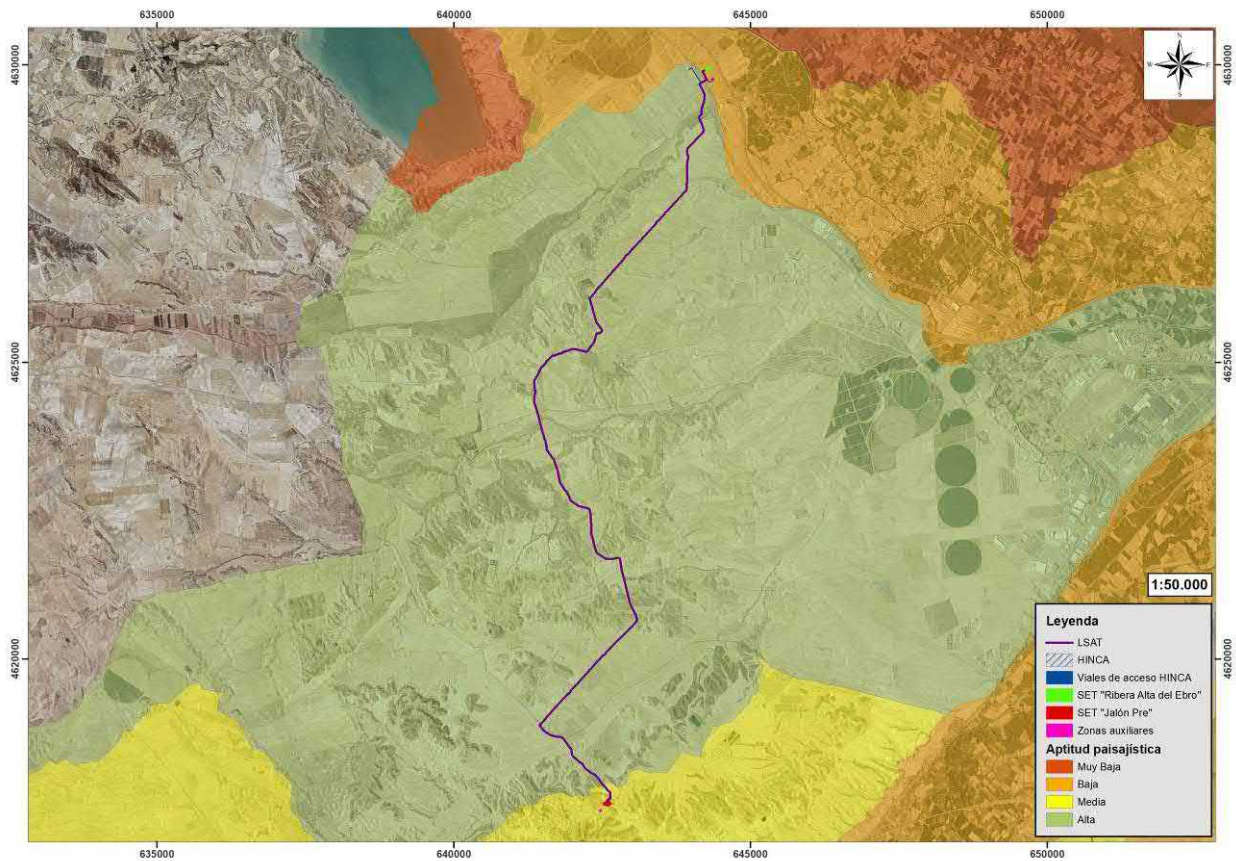 635000 640000 645000 650000
4630000 4630000
N
W E
S
4625000 4625000
1:50.000
4620000 4620000
Leyenda
LSAT
HINCA
Viales de acceso HINCA
SET "Ribera Alta del Ebro"
SET "Jalón Pre"
Zonas auxiliares
Aptitud paisajística
Muy Baja
Baja
Media
Alta
635000 640000 645000 650000